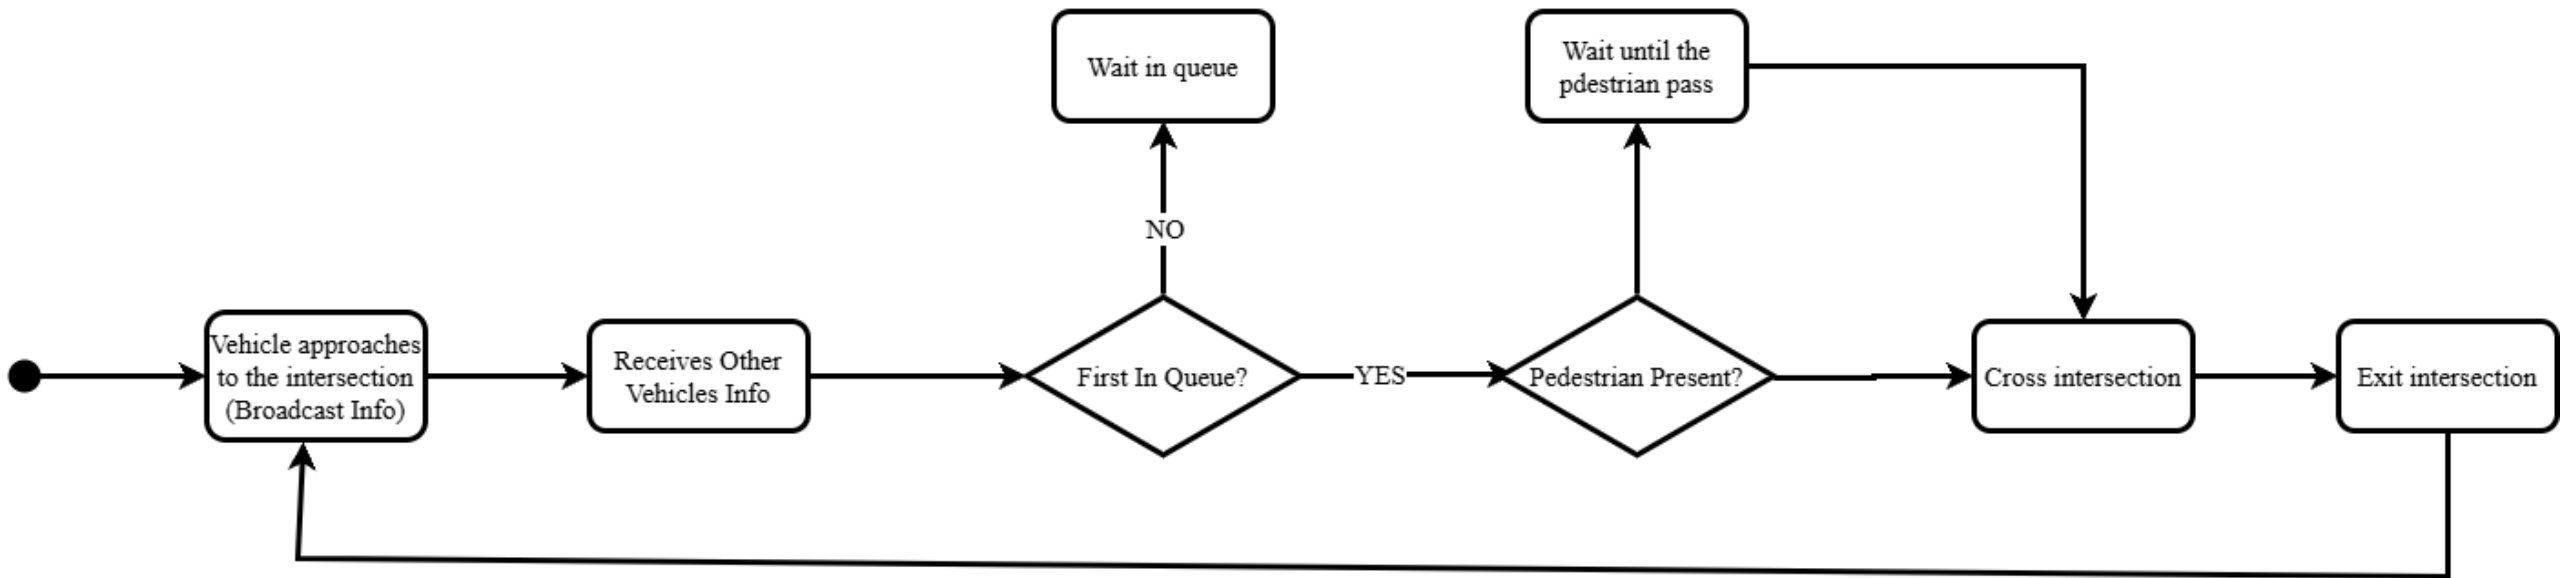 Wait in queue
Wait until the
pdestrian pass
NO
Vehicle approaches
to the intersection
(Broadcast Info)
Receives Other
Vehicles Info
First In Queue?
YES
Pedestrian Present?
Cross intersection
Exit intersection